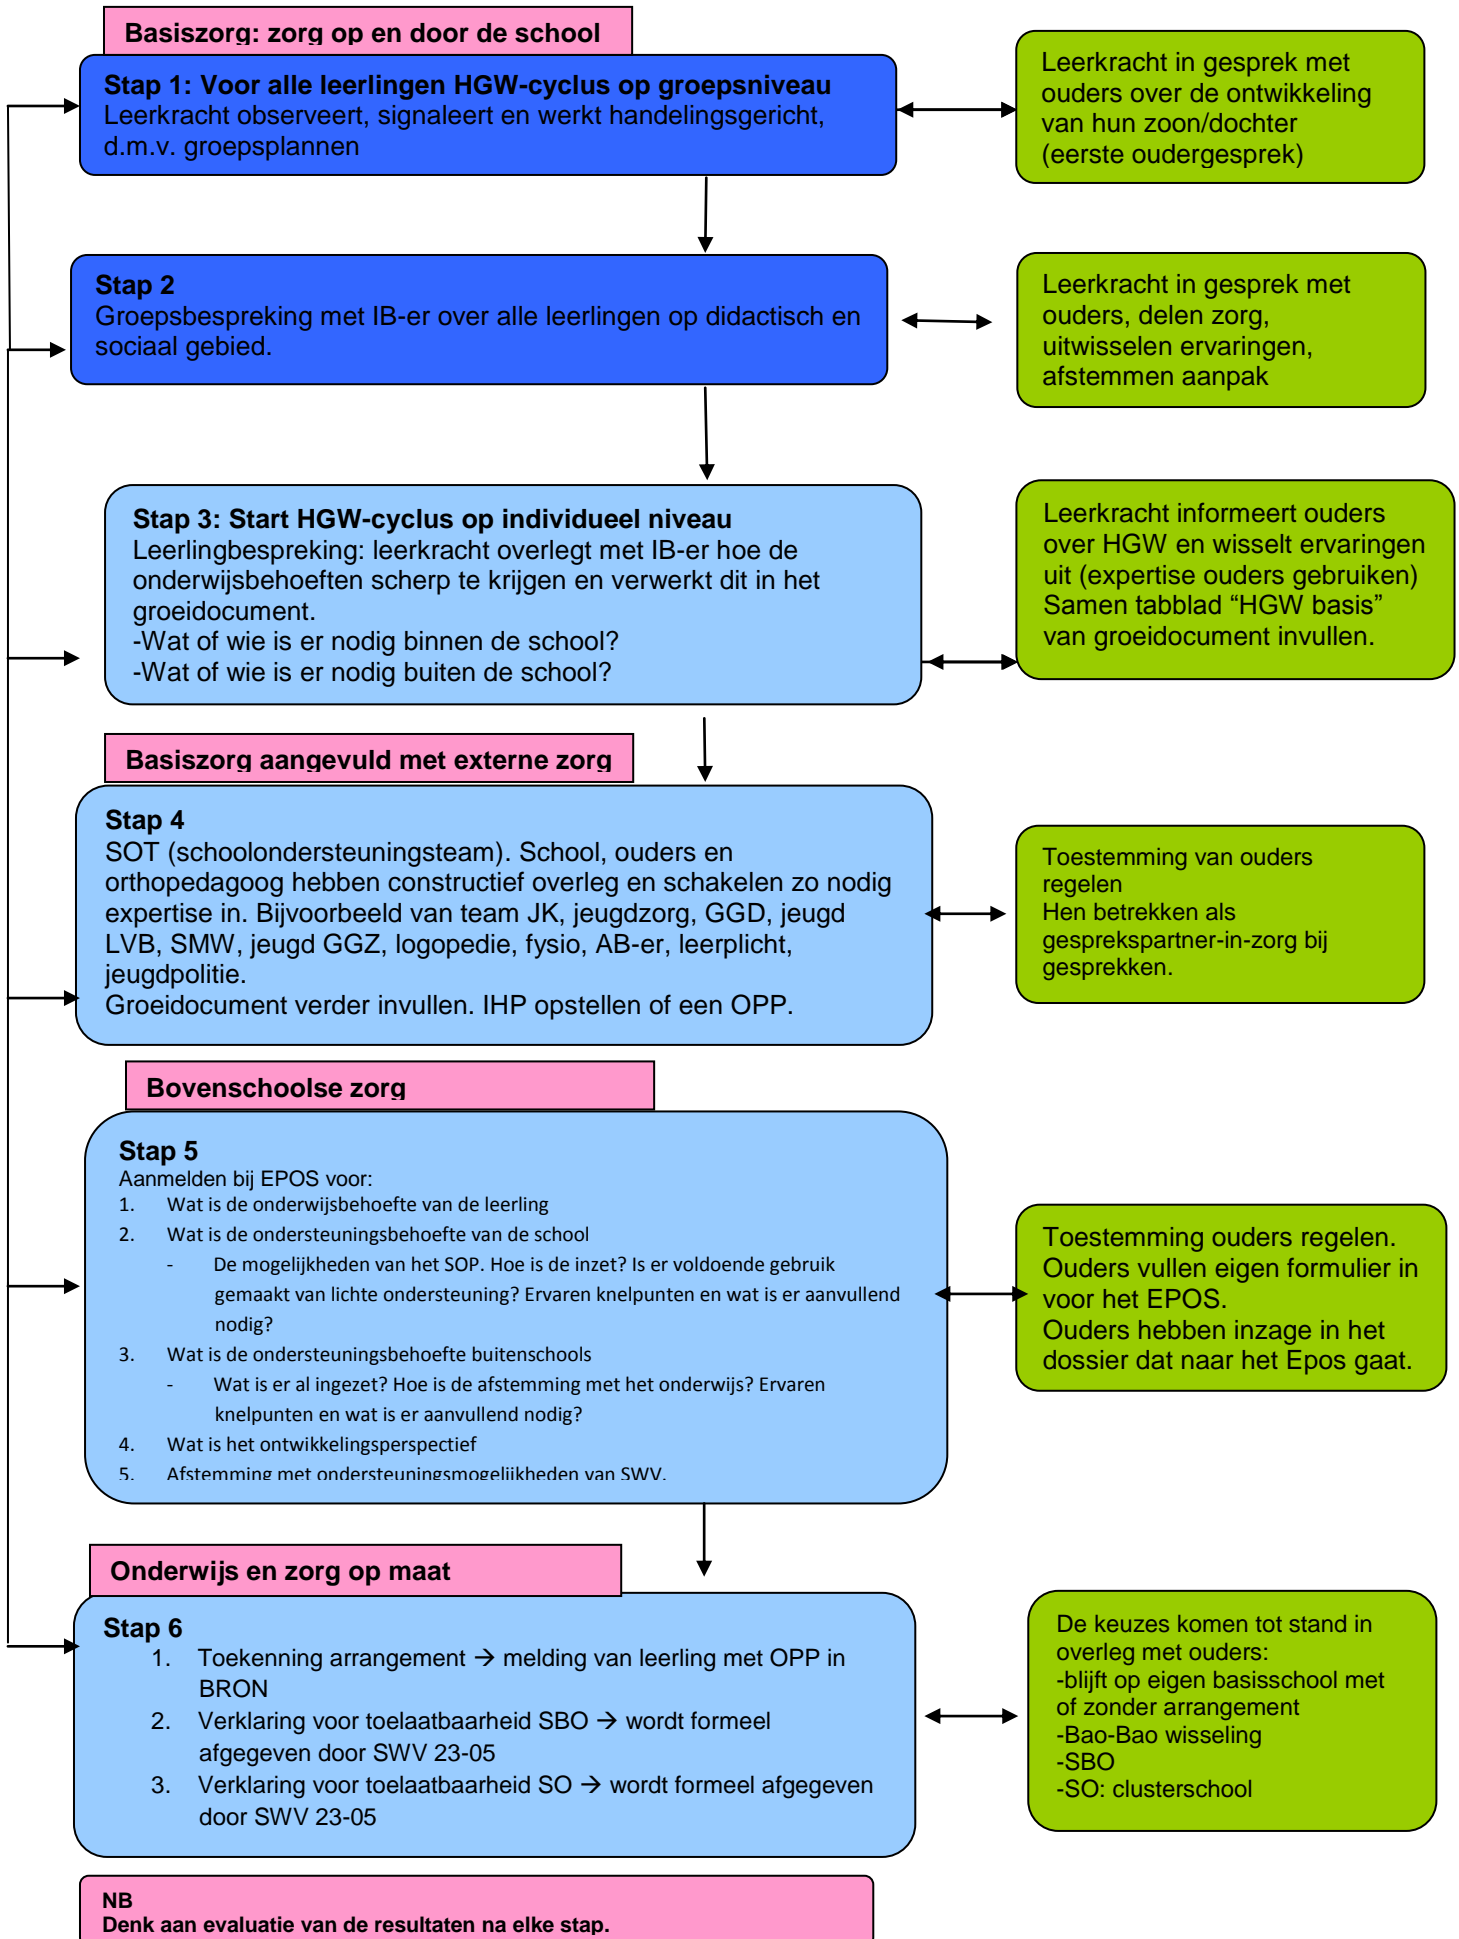 Basiszorg: zorg op en door de school
Stap 1: Voor alle leerlingen HGW-cyclus op groepsniveau
Leerkracht observeert, signaleert en werkt handelingsgericht,
d.m.v. groepsplannen
Leerkracht in gesprek met
ouders over de ontwikkeling
van hun zoon/dochter
(eerste oudergesprek)
Stap 2
Groepsbespreking met IB-er over alle leerlingen op didactisch en
sociaal gebied.
Leerkracht in gesprek met
ouders, delen zorg,
uitwisselen ervaringen,
afstemmen aanpak
Stap 3: Start HGW-cyclus op individueel niveau
Leerlingbespreking: leerkracht overlegt met IB-er hoe de
onderwijsbehoeften scherp te krijgen en verwerkt dit in het
groeidocument.
-Wat of wie is er nodig binnen de school?
-Wat of wie is er nodig buiten de school?
Leerkracht informeert ouders
over HGW en wisselt ervaringen
uit (expertise ouders gebruiken)
Samen tabblad “HGW basis”
van groeidocument invullen.
Basiszorg aangevuld met externe zorg
Stap 4
SOT (schoolondersteuningsteam). School, ouders en
orthopedagoog hebben constructief overleg en schakelen zo nodig
expertise in. Bijvoorbeeld van team JK, jeugdzorg, GGD, jeugd
LVB, SMW, jeugd GGZ, logopedie, fysio, AB-er, leerplicht,
jeugdpolitie.
Groeidocument verder invullen. IHP opstellen of een OPP.
Toestemming van ouders
regelen
Hen betrekken als
gesprekspartner-in-zorg bij
gesprekken.
Bovenschoolse zorg
Stap 5
Aanmelden bij EPOS voor:
1. Wat is de onderwijsbehoefte van de leerling
2. Wat is de ondersteuningsbehoefte van de school
- De mogelijkheden van het SOP. Hoe is de inzet? Is er voldoende gebruik
gemaakt van lichte ondersteuning? Ervaren knelpunten en wat is er aanvullend
nodig?
3. Wat is de ondersteuningsbehoefte buitenschools
- Wat is er al ingezet? Hoe is de afstemming met het onderwijs? Ervaren
knelpunten en wat is er aanvullend nodig?
4. Wat is het ontwikkelingsperspectief
5. Afstemming met ondersteuningsmogelijkheden van SWV.
Toestemming ouders regelen.
Ouders vullen eigen formulier in
voor het EPOS.
Ouders hebben inzage in het
dossier dat naar het Epos gaat.
Onderwijs en zorg op maat
Stap 6
1. Toekenning arrangement → melding van leerling met OPP in
BRON
2. Verklaring voor toelaatbaarheid SBO → wordt formeel
afgegeven door SWV 23-05
3. Verklaring voor toelaatbaarheid SO → wordt formeel afgegeven
door SWV 23-05
De keuzes komen tot stand in
overleg met ouders:
-blijft op eigen basisschool met
of zonder arrangement
-Bao-Bao wisseling
-SBO
-SO: clusterschool
NB
Denk aan evaluatie van de resultaten na elke stap.